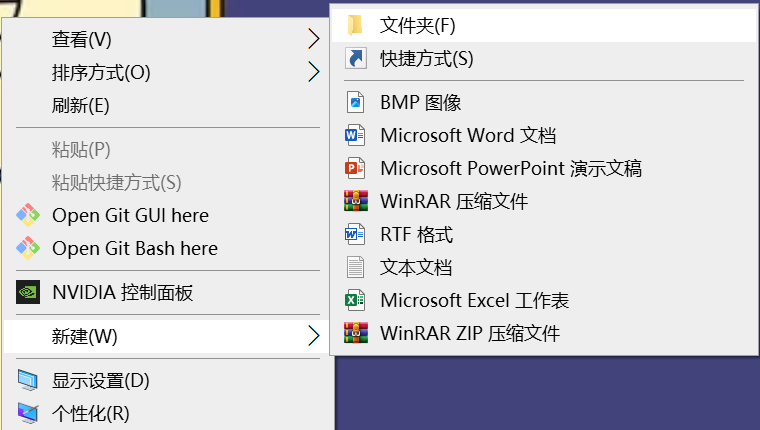 查看(V)
排序方式(O)
刷新(E)
粘贴(P)
粘贴快捷方式(S)
Open Git GUI here
Open Git Bash here
NVIDIA 控制面板
新建(W)
显示设置(D)
个性化(R)
文件夹(F)
快捷方式(S)
BMP 图像
Microsoft Word 文档
Microsoft PowerPoint 演示文稿
WinRAR 压缩文件
RTF 格式
文本文档
Microsoft Excel 工作表
WinRAR ZIP 压缩文件